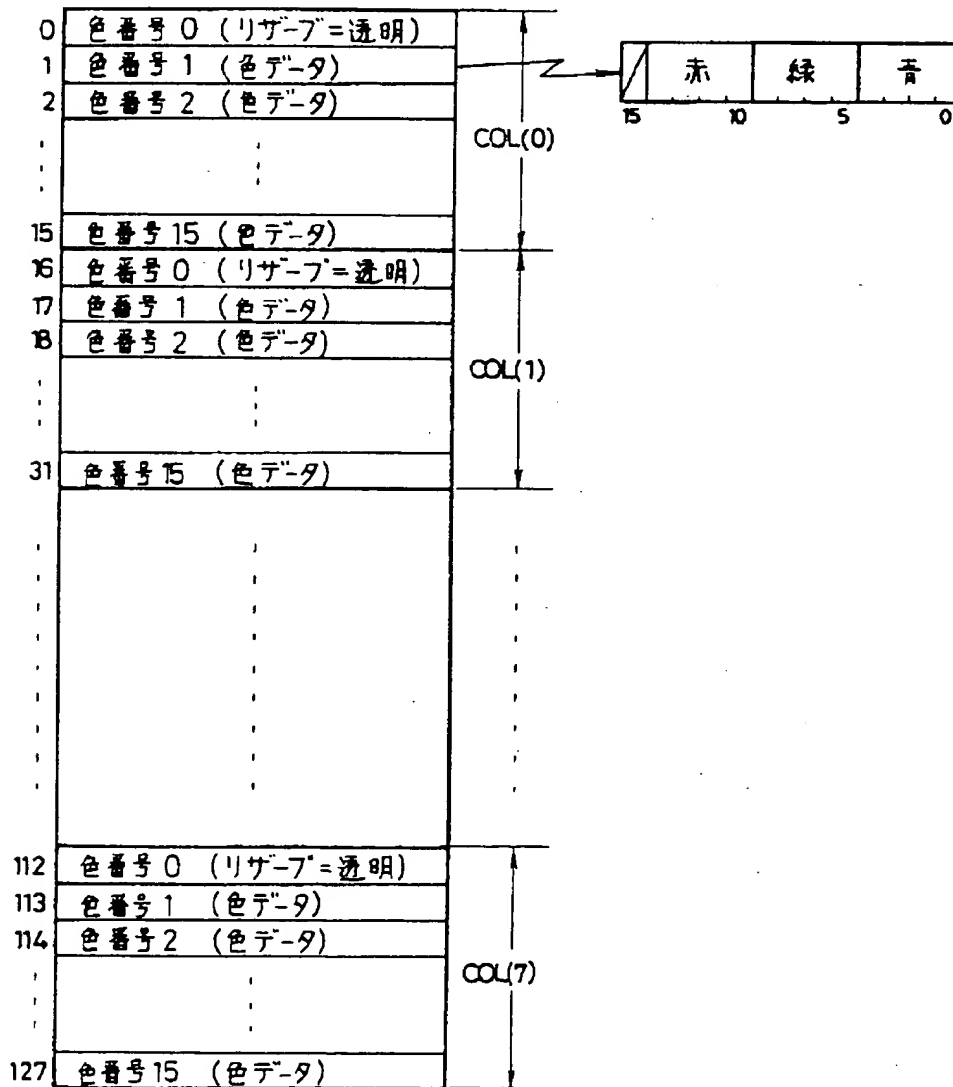 0 色番号 0 (リザーブ=透明)
1 色番号 1 (色データ)
2 色番号 2 (色データ)
COL(0)
15 色番号 15 (色データ)
16 色番号 0 (リザーブ=透明)
17 色番号 1 (色データ)
18 色番号 2 (色データ)
COL(1)
31 色番号 15 (色データ)
112 色番号 0 (リザーブ=透明)
113 色番号 1 (色データ)
114 色番号 2 (色データ)
COL(7)
127 色番号 15 (色データ)
赤 緑 青
15 10 5 0